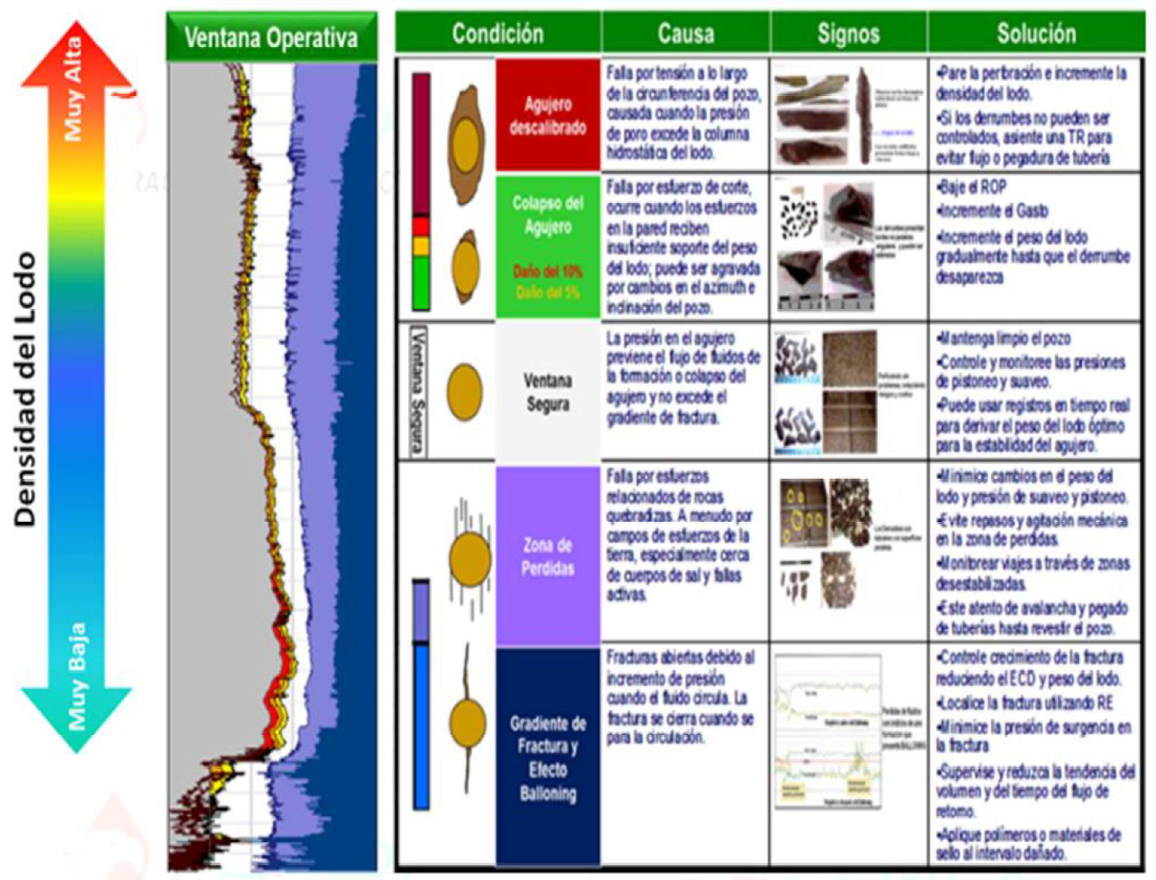 Densidad del Lodo
Muy Alta
Muy Baja
Ventana Operativa
Condición
Causa
Signos
Solución
Agujero
descalibrado
Falla por tensión a lo largo
de la circunferencia del pozo,
causada cuando la presión
de poro excede la columna
hidrostática del lodo.
•Pare la perforación e incremente la
densidad del lodo.
•Si los derrumbes no pueden ser
controlados, asiente una TR para
evitar flujo o pegadura de tubería
Colapso del
Agujero
Daño del 10%
Daño del 5%
Falla por esfuerzo de corte,
ocurre cuando los esfuerzos
en la pared reciben
insuficiente soporte del peso
del lodo; puede ser agravada
por cambios en el azimuth e
inclinación del pozo.
•Baje el ROP
•Incremente el Gasto
•Incremente el peso del lodo
gradualmente hasta que el derrumbe
desaparezca
Ventana Segura
Ventana
Segura
La presión en el agujero
previene el flujo de fluidos de
la formación o colapso del
agujero y no excede el
gradiente de fractura.
•Mantenga limpio el pozo
•Controle y monitoree las presiones
de pistoneo y suaveo.
•Puede usar registros en tiempo real
para derivar el peso del lodo óptimo
para la estabilidad del agujero.
Zona de
Perdidas
Falla por esfuerzos
relacionados de rocas
quebradizas. A menudo por
campos de esfuerzos de la
tierra, especialmente cerca
de cuerpos de sal y fallas
activas.
•Minimice cambios en el peso del
lodo y presión de suaveo y pistoneo.
•Evite repasos y agitación mecánica
en la zona de perdidas.
•Monitorear viajes a través de zonas
desestabilizadas.
•Este atento de avalancha y pegado
de tuberías hasta revestir el pozo.
Gradiente de
Fractura y
Efecto
Balloning
Fracturas abiertas debido al
incremento de presión
cuando el fluido circula. La
fractura se cierra cuando se
para la circulación.
•Controle crecimiento de la fractura
reduciendo el ECD y peso del lodo.
•Localice la fractura utilizando RE
•Minimice la presión de surgencia en
la fractura
•Supervise y reduzca la tendencia del
volumen y del tiempo del flujo de
retorno.
•Aplique polímeros o materiales de
sello al intervalo dañado.